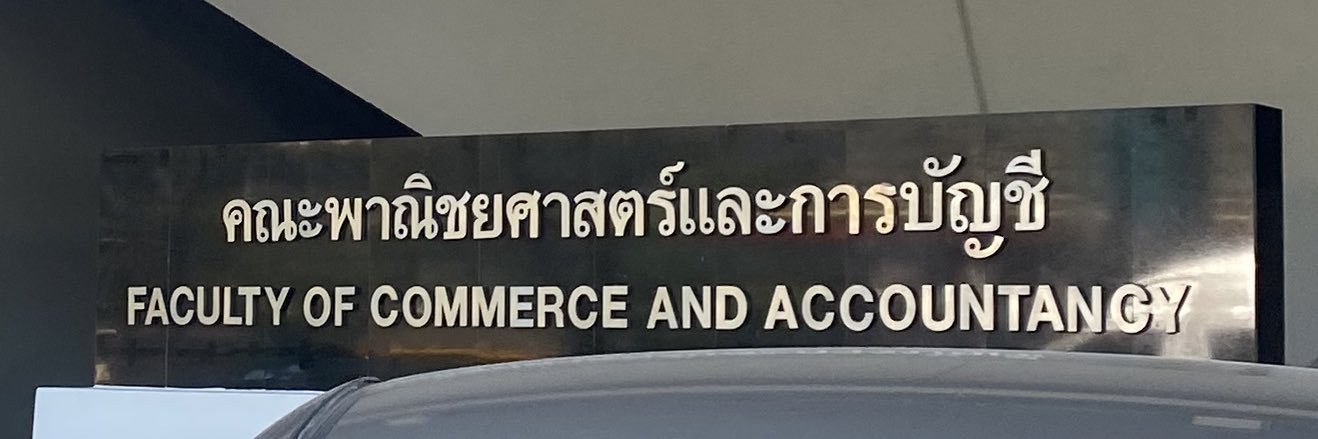 คณะพาณิชยศาสตร์และการบัญชี
FACULTY OF COMMERCE AND ACCOUNTANCY